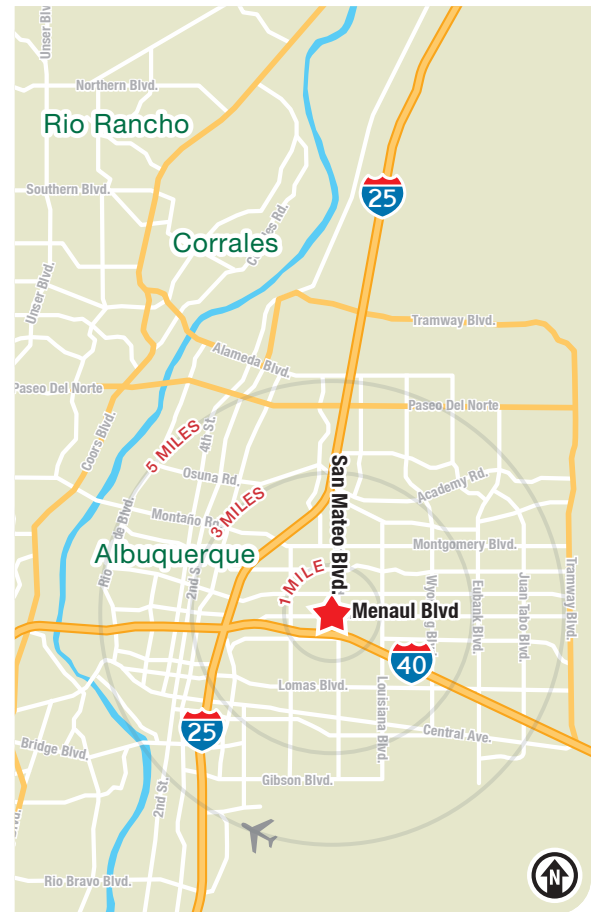 Unser Blvd.
Northern Blvd.
Rio Rancho
Southern Blvd.
25
Corrales
Unser Blvd.
Tramway Blvd.
Alameda Blvd.
Paseo Del Norte
Paseo Del Norte
Coors Blvd.
5 MILES
4th St.
San Mateo Blvd.
Osuna Rd.
Academy Rd.
3 MILES
Montaño
Montgomery Blvd.
Albuquerque
2nd S
1 MILE
Menaul Blvd
Eubank Blvd.
Juan Tabo Blvd.
Tramway Blvd.
40
Lomas Blvd.
Louisiana Blvd.
25
Central Ave.
Bridge Blvd.
Gibson Blvd.
2nd St.
Rio Bravo Blvd.
N